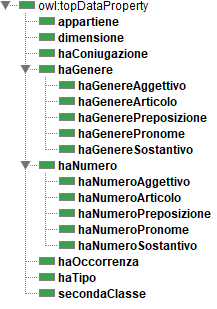 owl:topDataProperty
appartiene
dimensione
haConiugazione
haGenere
haGenereAggettivo
haGenereArticolo
haGenerePreposizione
haGenerePronome
haGenereSostantivo
haNumero
haNumeroAggettivo
haNumeroArticolo
haNumeroPreposizione
haNumeroPronome
haNumeroSostantivo
haOccorrenza
haTipo
secondaClasse